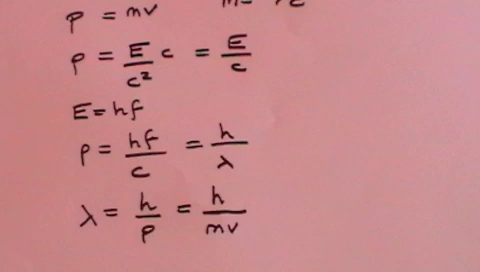 p = mv
p = E/c² c = E/c
E = hf
p = hf/c = h/λ
λ = h/p = h/mv